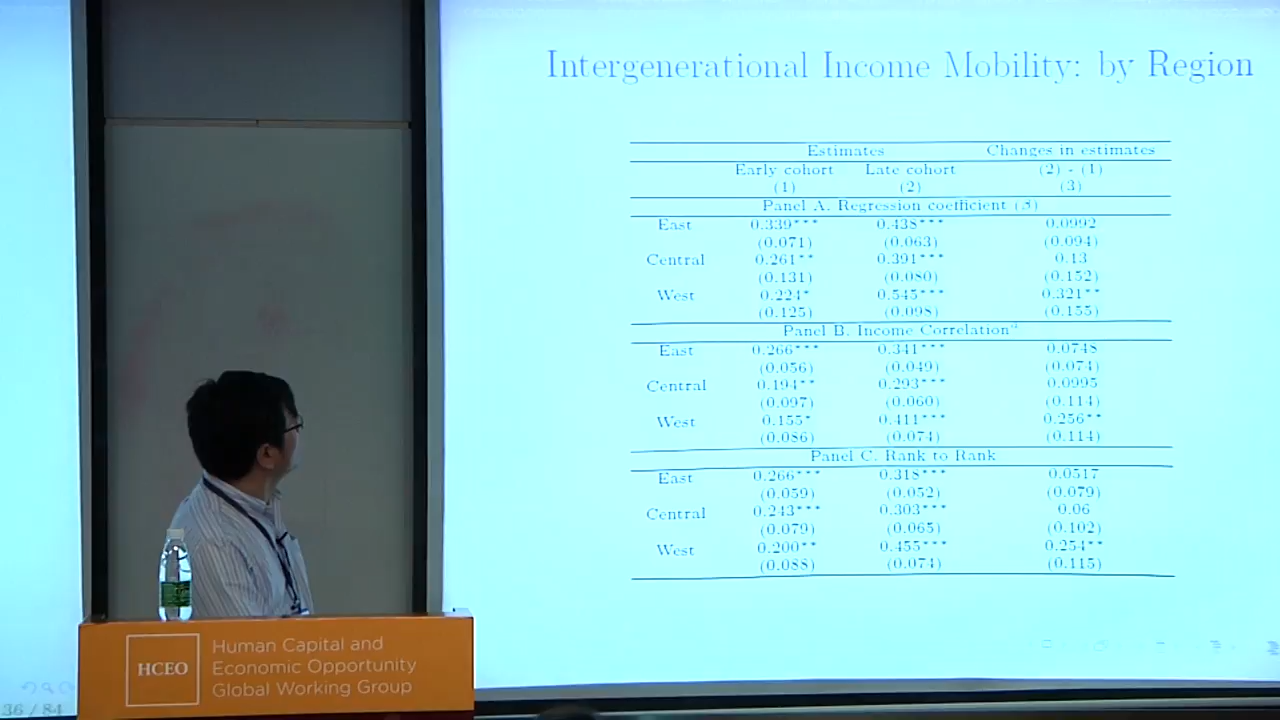 Intergenerational Income Mobility: by Region
Estimates Changes in estimates
Early cohort Late cohort (2) - (1)
(1) (2) (3)
Panel A. Regression coefficient (β)
East 0.339*** 0.438*** 0.0992
(0.071) (0.063) (0.094)
Central 0.261** 0.391*** 0.13
(0.131) (0.080) (0.152)
West 0.224* 0.545*** 0.321**
(0.125) (0.098) (0.155)
Panel B. Income Correlation
East 0.266*** 0.341*** 0.0748
(0.056) (0.049) (0.074)
Central 0.194** 0.293*** 0.0995
(0.097) (0.060) (0.114)
West 0.155* 0.411*** 0.256**
(0.086) (0.074) (0.114)
Panel C. Rank to Rank
East 0.266*** 0.318*** 0.0517
(0.059) (0.052) (0.079)
Central 0.243*** 0.303*** 0.06
(0.079) (0.065) (0.102)
West 0.200** 0.455*** 0.254**
(0.088) (0.074) (0.115)
HCEO
Human Capital and
Economic Opportunity
Global Working Group
36 / 84